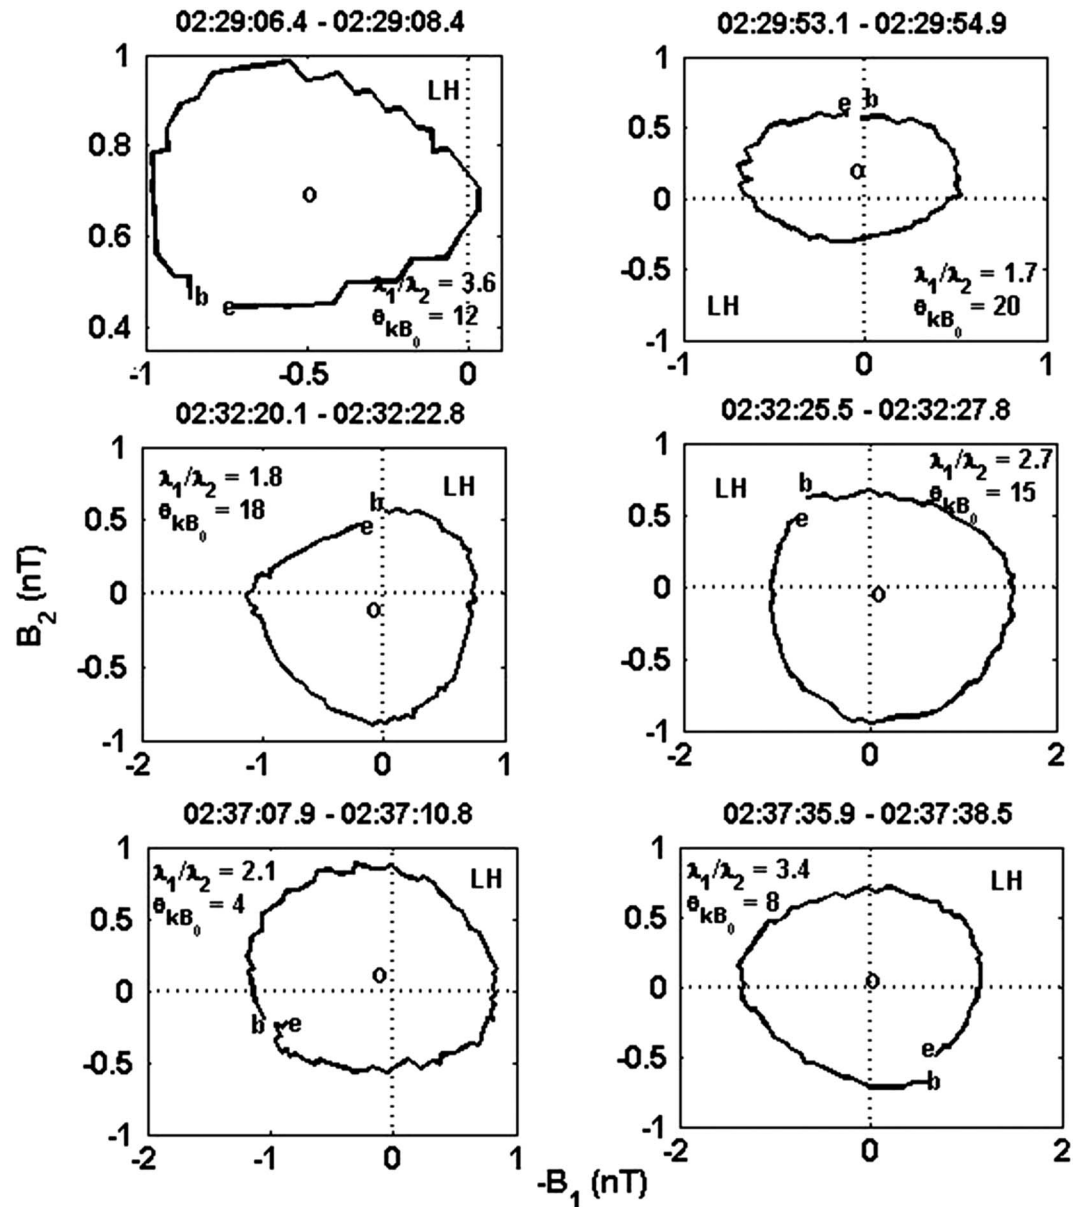 02:29:06.4 - 02:29:08.4
1
LH
0.8
o
0.6
b
e
λ₁/λ₂ = 3.6
θ_kB₀ = 12
0.4
-1 -0.5 0
02:29:53.1 - 02:29:54.9
1
e b
0.5
o
0
-0.5
LH
λ₁/λ₂ = 1.7
θ_kB₀ = 20
-1
-1 0 1
02:32:20.1 - 02:32:22.8
1
λ₁/λ₂ = 1.8
LH
θ_kB₀ = 18
b
0.5
e
0
o
-0.5
-1
-2 -1 0 1
02:32:25.5 - 02:32:27.8
1
λ₁/λ₂ = 2.7
LH
b
θ_kB₀ = 15
0.5
e
0
o
-0.5
-1
-2 0 2
B₂ (nT)
02:37:07.9 - 02:37:10.8
1
λ₁/λ₂ = 2.1
LH
θ_kB₀ = 4
0.5
o
0
b e
-0.5
-1
-2 -1 0 1
02:37:35.9 - 02:37:38.5
1
λ₁/λ₂ = 3.4
LH
θ_kB₀ = 8
0.5
o
0
-0.5
e
b
-1
-2 0 2
-B₁ (nT)